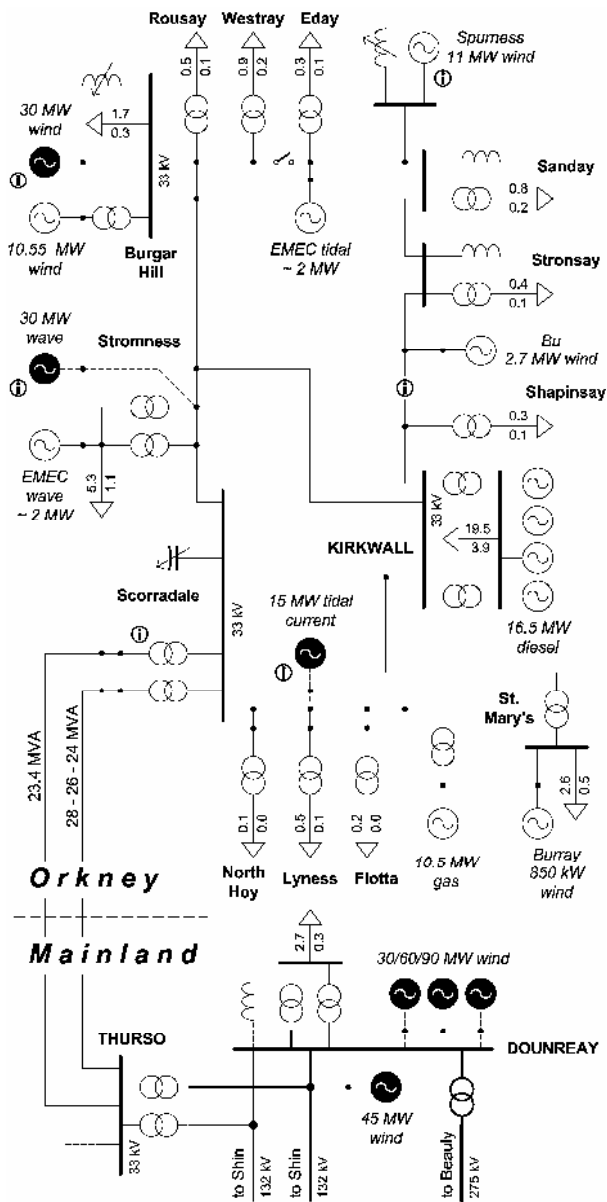 Rousay Westray Eday
0.5
0.1
0.9
0.2
0.3
0.1
Spurness
11 MW wind
i
30 MW
wind
1.7
0.3
i
33 kV
10.55 MW
wind
Burgar
Hill
EMEC tidal
~ 2 MW
Sanday
0.8
0.2
Stronsay
0.4
0.1
Bu
2.7 MW wind
i
Shapinsay
0.3
0.1
30 MW
wave
Stromness
i
EMEC
wave
~ 2 MW
5.3
1.1
33 kV
KIRKWALL
19.5
3.9
16.5 MW
diesel
Scorradale
33 kV
i
15 MW tidal
current
i
23.4 MVA
28 - 26 - 24 MVA
St.
Mary's
2.6
0.5
0.1
0.0
0.5
0.1
0.2
0.0
North
Hoy
Lyness
Flotta
10.5 MW
gas
Burray
850 kW
wind
Orkney
Mainland
2.7
0.3
30/60/90 MW wind
THURSO
DOUNREAY
45 MW
wind
33 kV
to Shin
132 kV
to Shin
132 kV
to Beauly
275 kV